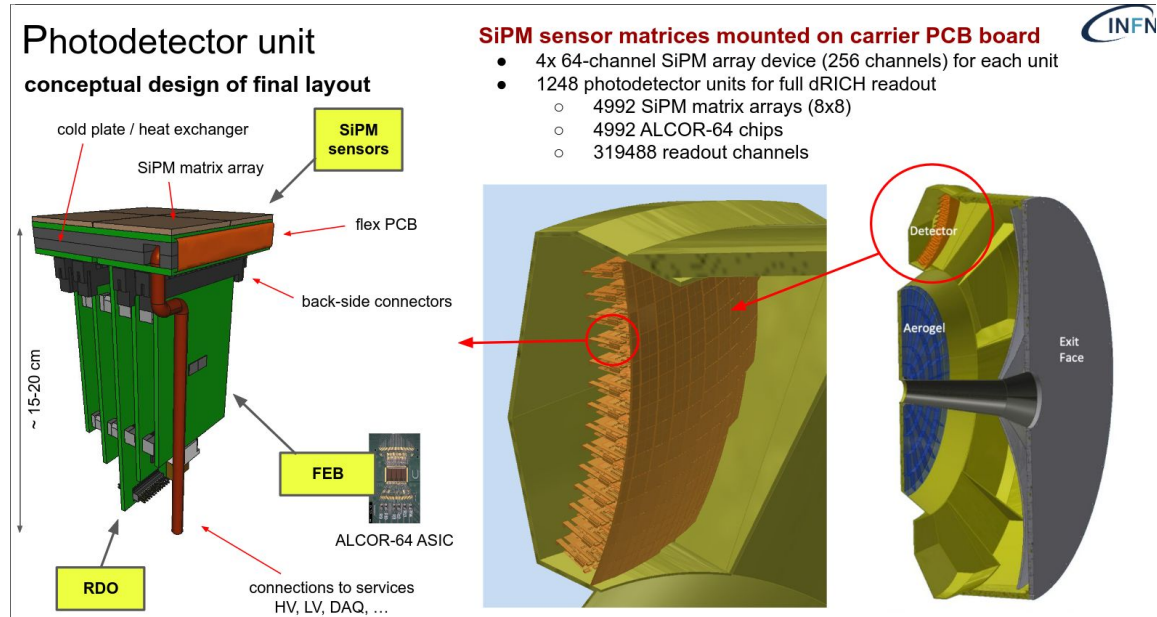 Photodetector unit
conceptual design of final layout
cold plate / heat exchanger
SiPM matrix array
SiPM
sensors
flex PCB
back-side connectors
~ 15-20 cm
FEB
ALCOR-64 ASIC
RDO
connections to services
HV, LV, DAQ, …
SiPM sensor matrices mounted on carrier PCB board
● 4x 64-channel SiPM array device (256 channels) for each unit
● 1248 photodetector units for full dRICH readout
○ 4992 SiPM matrix arrays (8x8)
○ 4992 ALCOR-64 chips
○ 319488 readout channels
INFN
Detector
Aerogel
Exit
Face